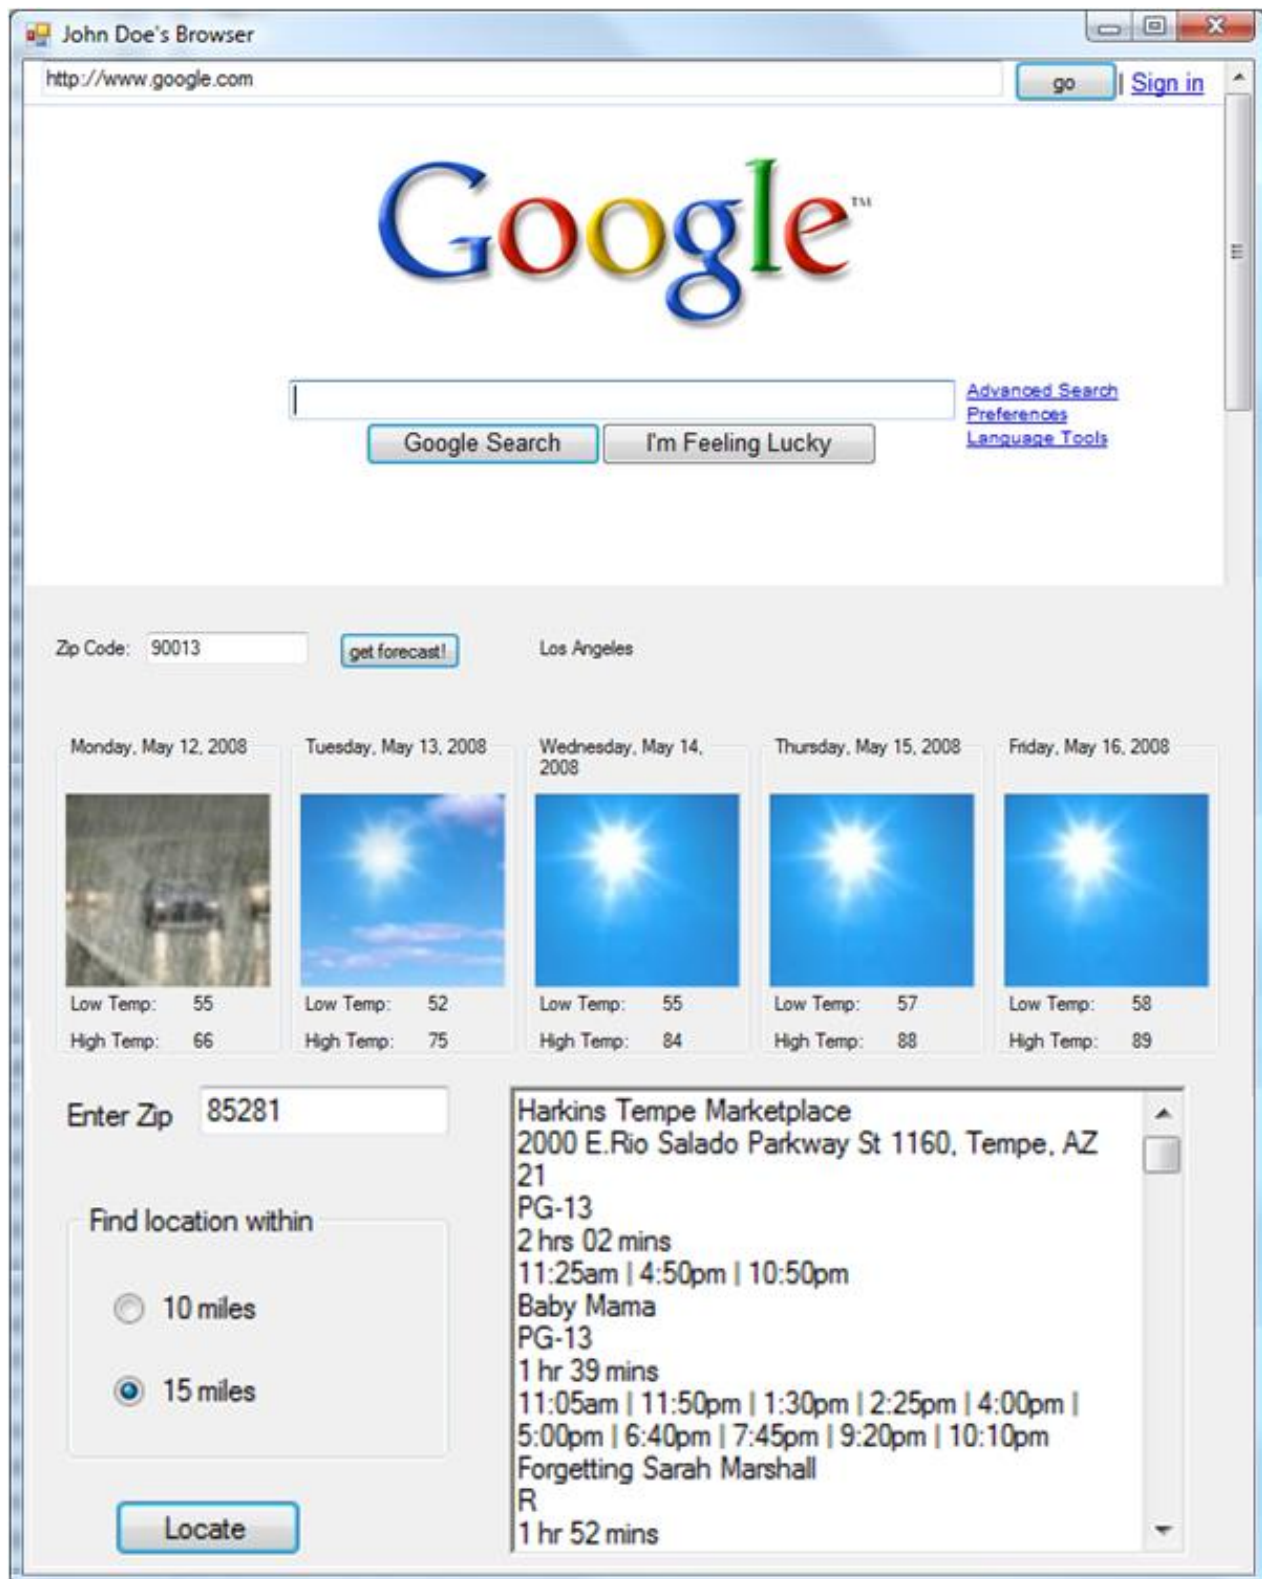 John Doe's Browser
http://www.google.com
go
| Sign in
Google™
Advanced Search
Preferences
Language Tools
Google Search
I'm Feeling Lucky
Zip Code:
90013
get forecast!
Los Angeles
Monday, May 12, 2008
Low Temp: 55
High Temp: 66
Tuesday, May 13, 2008
Low Temp: 52
High Temp: 75
Wednesday, May 14,
2008
Low Temp: 55
High Temp: 84
Thursday, May 15, 2008
Low Temp: 57
High Temp: 88
Friday, May 16, 2008
Low Temp: 58
High Temp: 89
Enter Zip
85281
Find location within
10 miles
15 miles
Locate
Harkins Tempe Marketplace
2000 E.Rio Salado Parkway St 1160, Tempe, AZ
21
PG-13
2 hrs 02 mins
11:25am | 4:50pm | 10:50pm
Baby Mama
PG-13
1 hr 39 mins
11:05am | 11:50pm | 1:30pm | 2:25pm | 4:00pm |
5:00pm | 6:40pm | 7:45pm | 9:20pm | 10:10pm
Forgetting Sarah Marshall
R
1 hr 52 mins